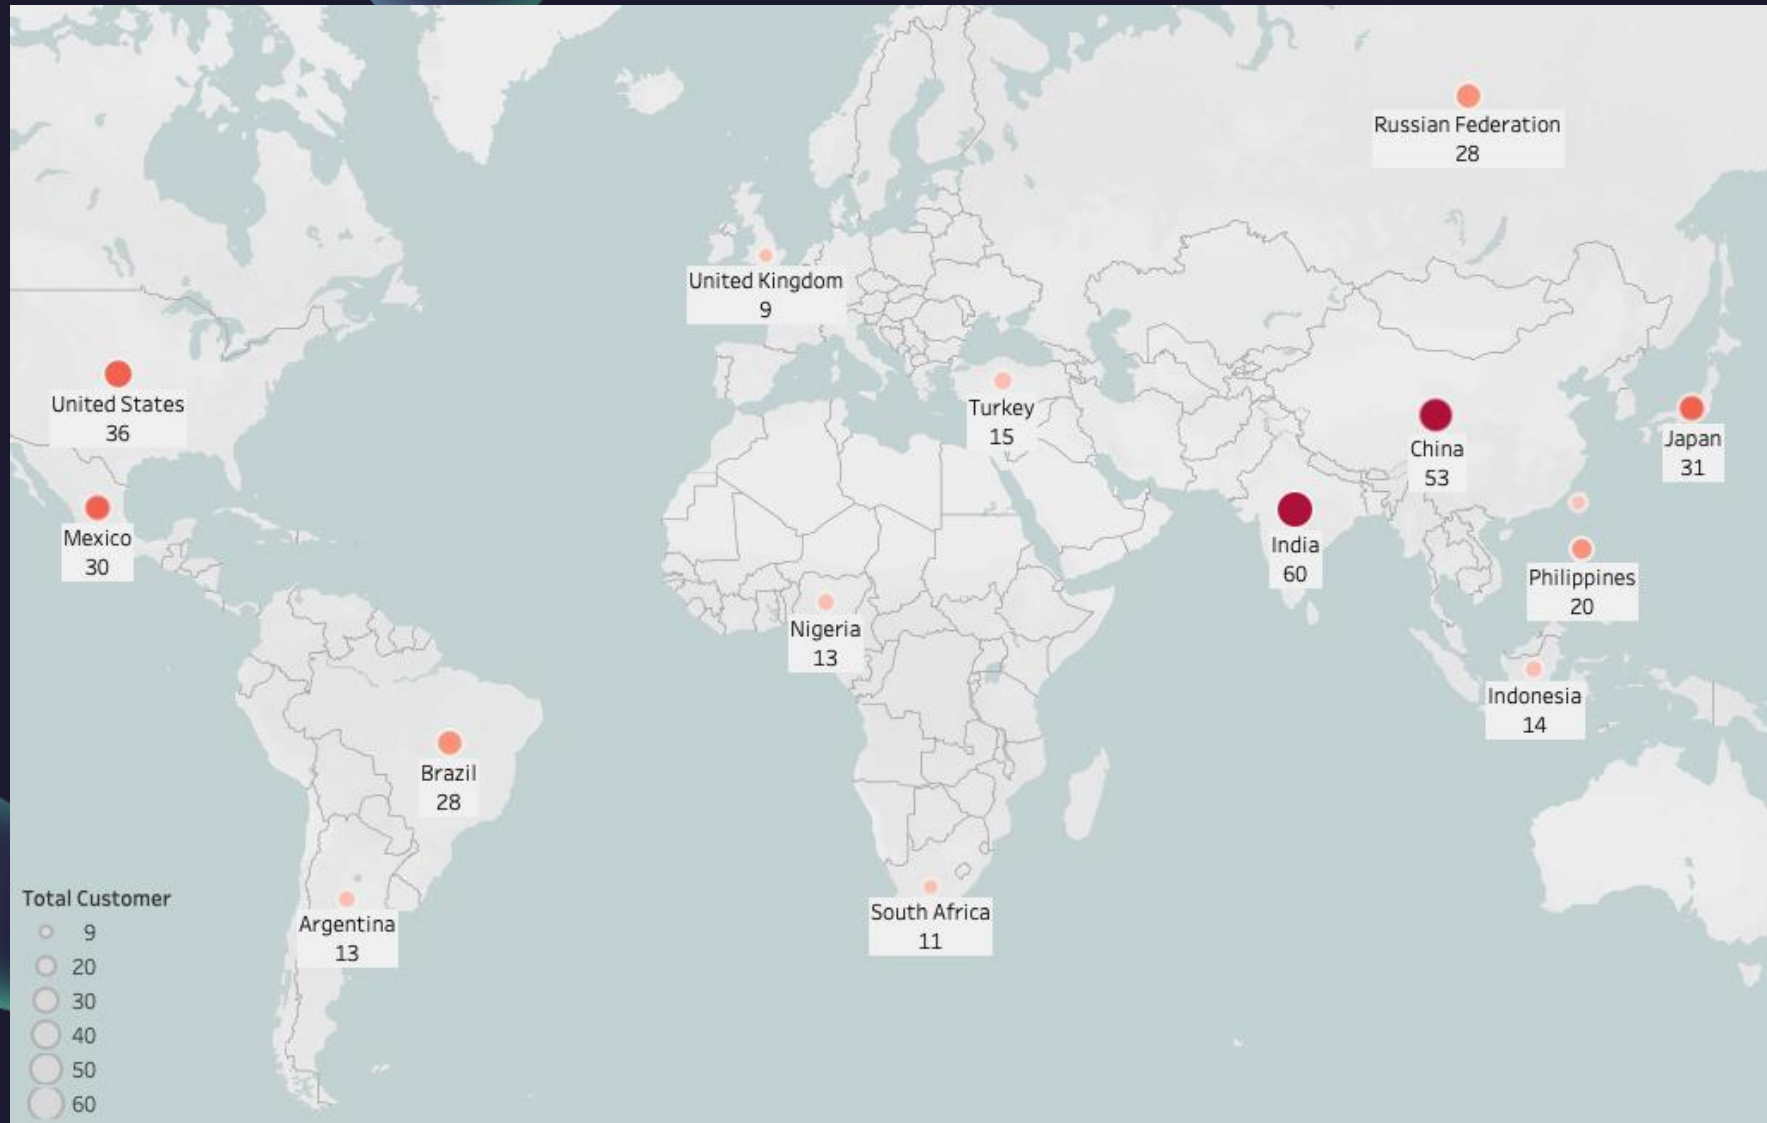 Russian Federation
28
United Kingdom
9
United States
36
Turkey
15
China
53
Japan
31
Mexico
30
India
60
Philippines
20
Nigeria
13
Indonesia
14
Brazil
28
Argentina
13
South Africa
11
Total Customer
9
20
30
40
50
60